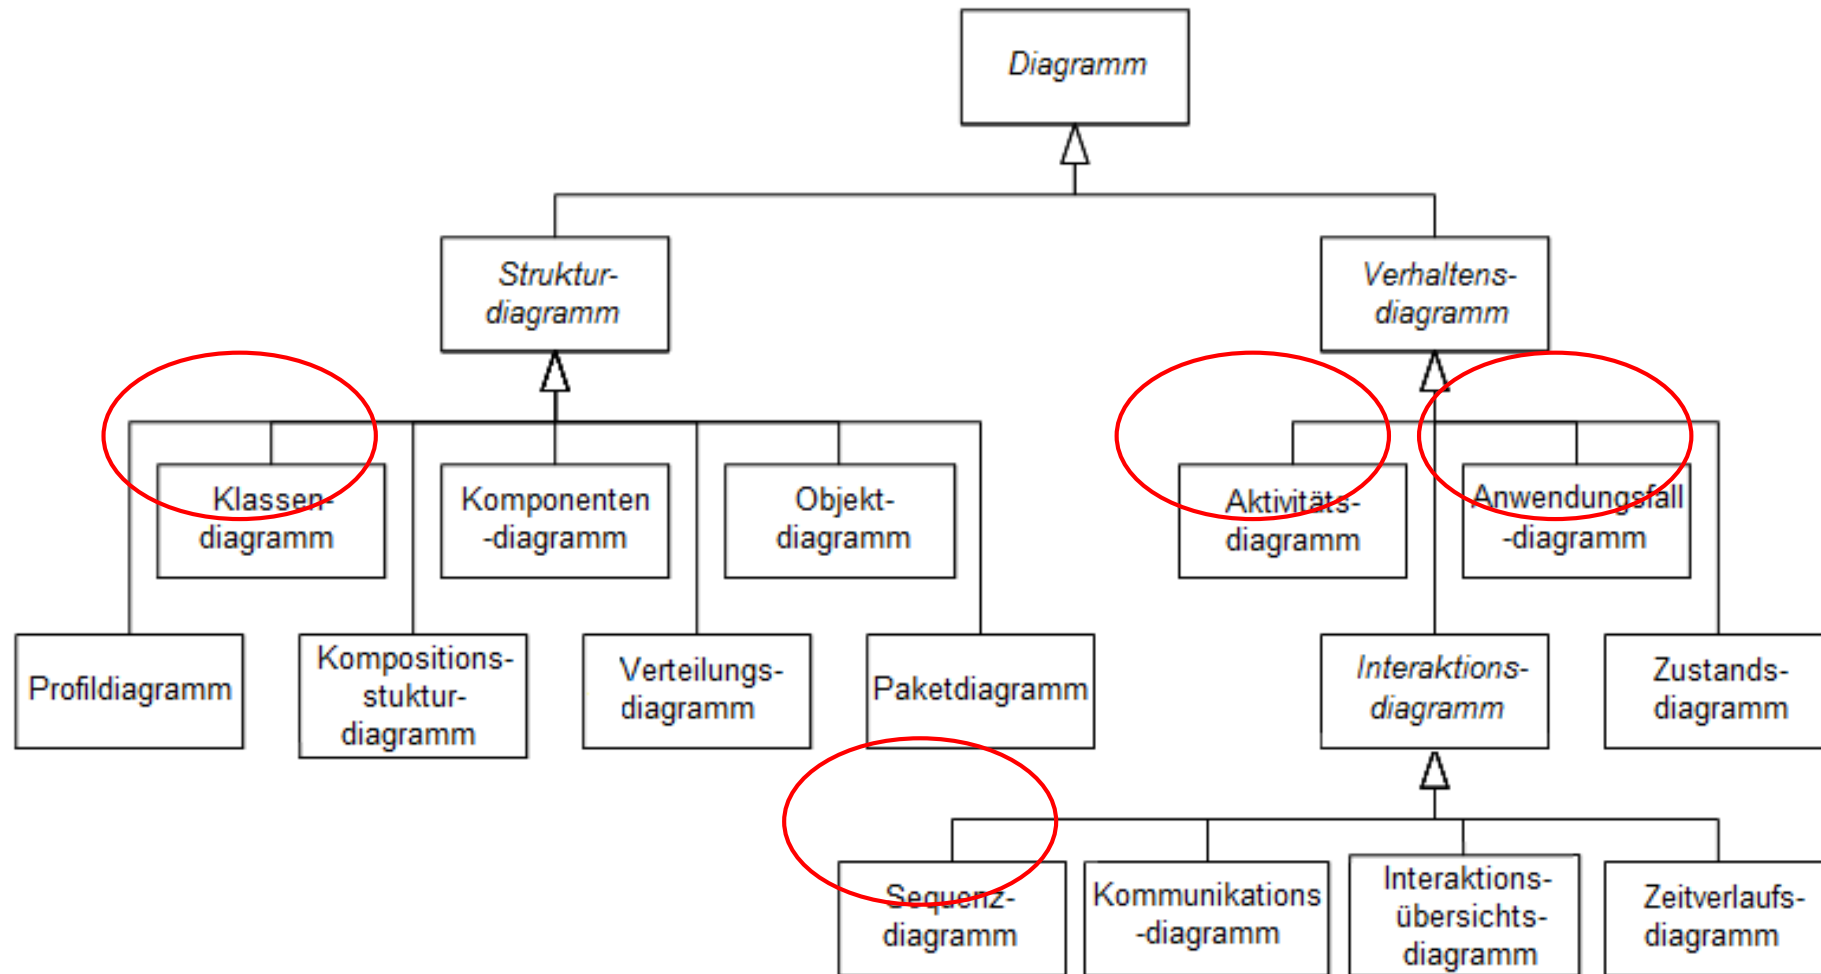 Diagramm
Struktur-
diagramm
Verhaltens-
diagramm
Klassen-
diagramm
Komponenten
-diagramm
Objekt-
diagramm
Aktivitäts-
diagramm
Anwendungsfall
-diagramm
Profildiagramm
Kompositions-
stuktur-
diagramm
Verteilungs-
diagramm
Paketdiagramm
Interaktions-
diagramm
Zustands-
diagramm
Sequenz-
diagramm
Kommunikations
-diagramm
Interaktions-
übersichts-
diagramm
Zeitverlaufs-
diagramm